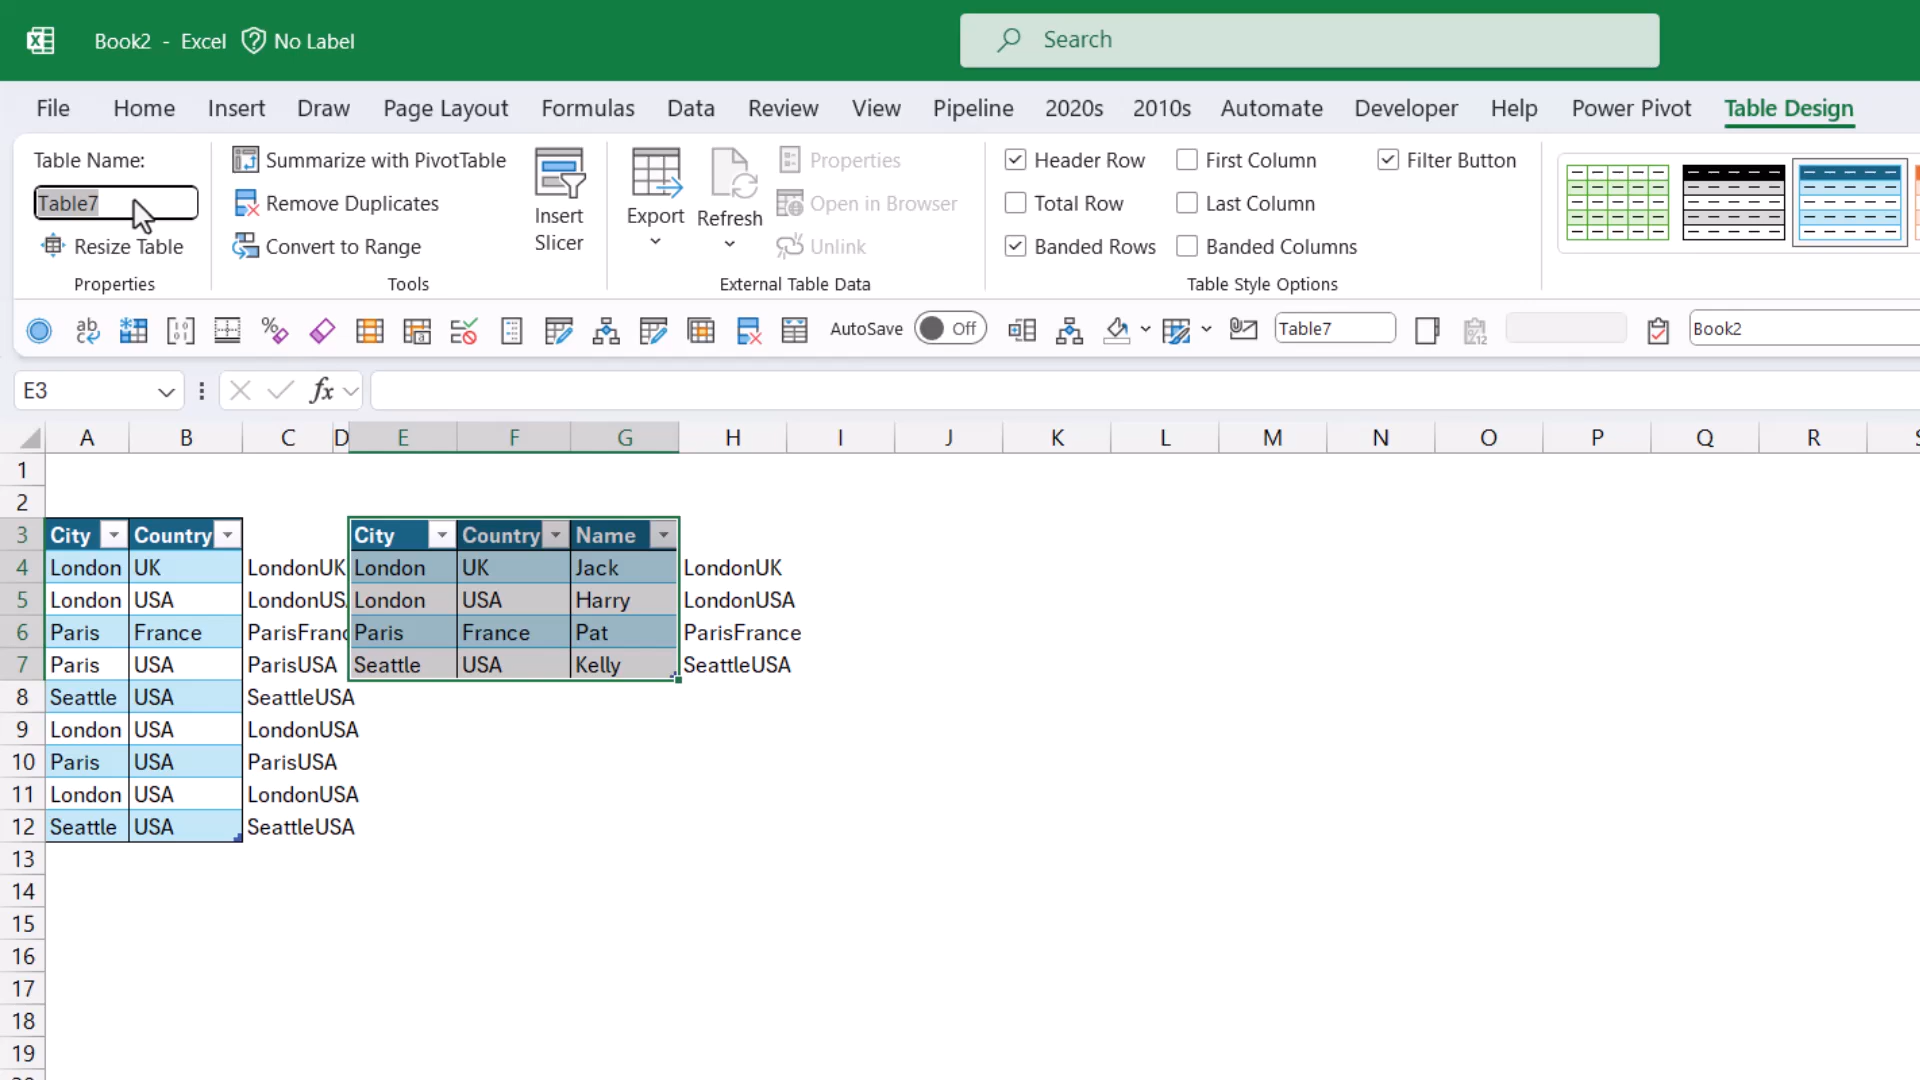 Book2 - Excel No Label
Search
File Home Insert Draw Page Layout Formulas Data Review View Pipeline 2020s 2010s Automate Developer Help Power Pivot Table Design
Table Name:
Table7
Resize Table
Properties
Summarize with PivotTable
Remove Duplicates
Convert to Range
Tools
Insert
Slicer
Export
Refresh
Properties
Open in Browser
Unlink
External Table Data
Header Row First Column Filter Button
Total Row Last Column
Banded Rows Banded Columns
Table Style Options
AutoSave Off Table7 Book2
E3 fx
A B C D E F G H I J K L M N O P Q R
1
2
3 City Country City Country Name
4 London UK LondonUK London UK Jack LondonUK
5 London USA LondonUS London USA Harry LondonUSA
6 Paris France ParisFranc Paris France Pat ParisFrance
7 Paris USA ParisUSA Seattle USA Kelly SeattleUSA
8 Seattle USA SeattleUSA
9 London USA LondonUSA
10 Paris USA ParisUSA
11 London USA LondonUSA
12 Seattle USA SeattleUSA
13
14
15
16
17
18
19